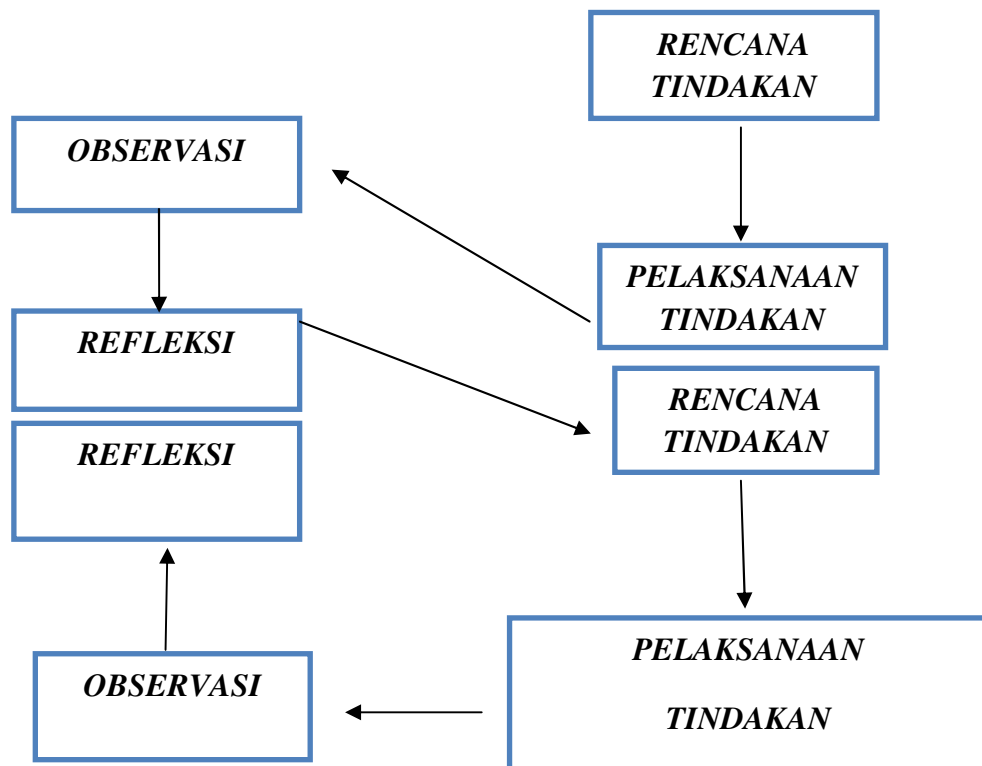 RENCANA
TINDAKAN
OBSERVASI
PELAKSANAAN
TINDAKAN
REFLEKSI
RENCANA
TINDAKAN
REFLEKSI
PELAKSANAAN
TINDAKAN
OBSERVASI